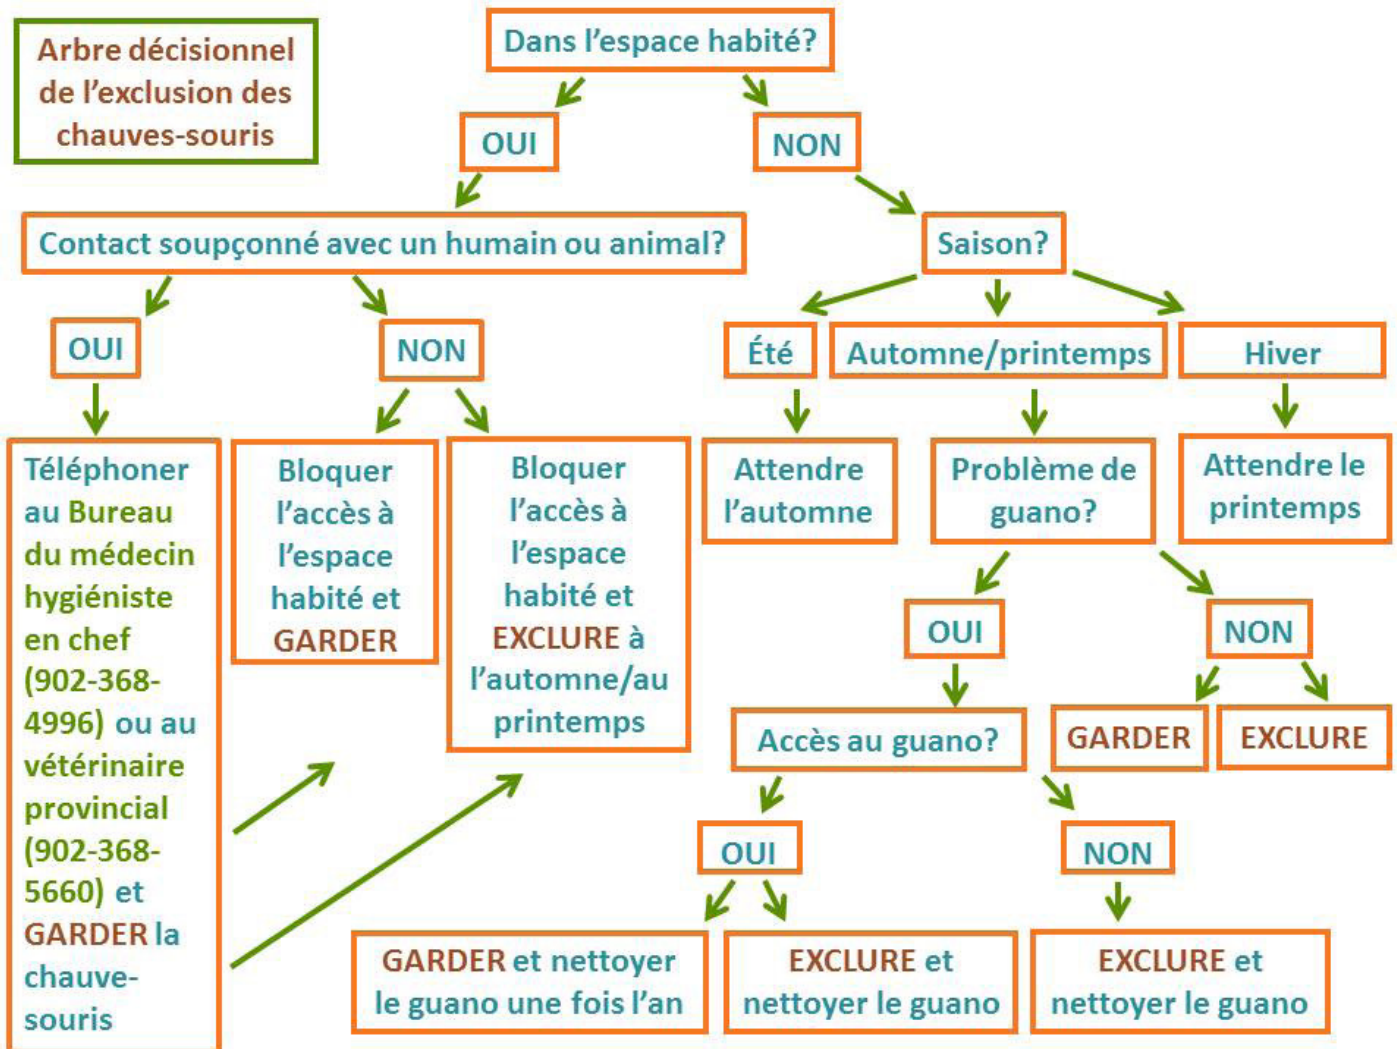 Arbre décisionnel
de l'exclusion des
chauves-souris
Dans l'espace habité?
OUI
NON
Contact soupçonné avec un humain ou animal?
Saison?
OUI
NON
Été
Automne/printemps
Hiver
Téléphoner
au Bureau
du médecin
hygiéniste
en chef
(902-368-
4996) ou au
vétérinaire
provincial
(902-368-
5660) et
GARDER la
chauve-
souris
Bloquer
l'accès à
l'espace
habité et
GARDER
Bloquer
l'accès à
l'espace
habité et
EXCLURE à
l'automne/au
printemps
Attendre
l'automne
Problème de
guano?
Attendre le
printemps
OUI
NON
Accès au guano?
GARDER
EXCLURE
OUI
NON
GARDER et nettoyer
le guano une fois l'an
EXCLURE et
nettoyer le guano
EXCLURE et
nettoyer le guano